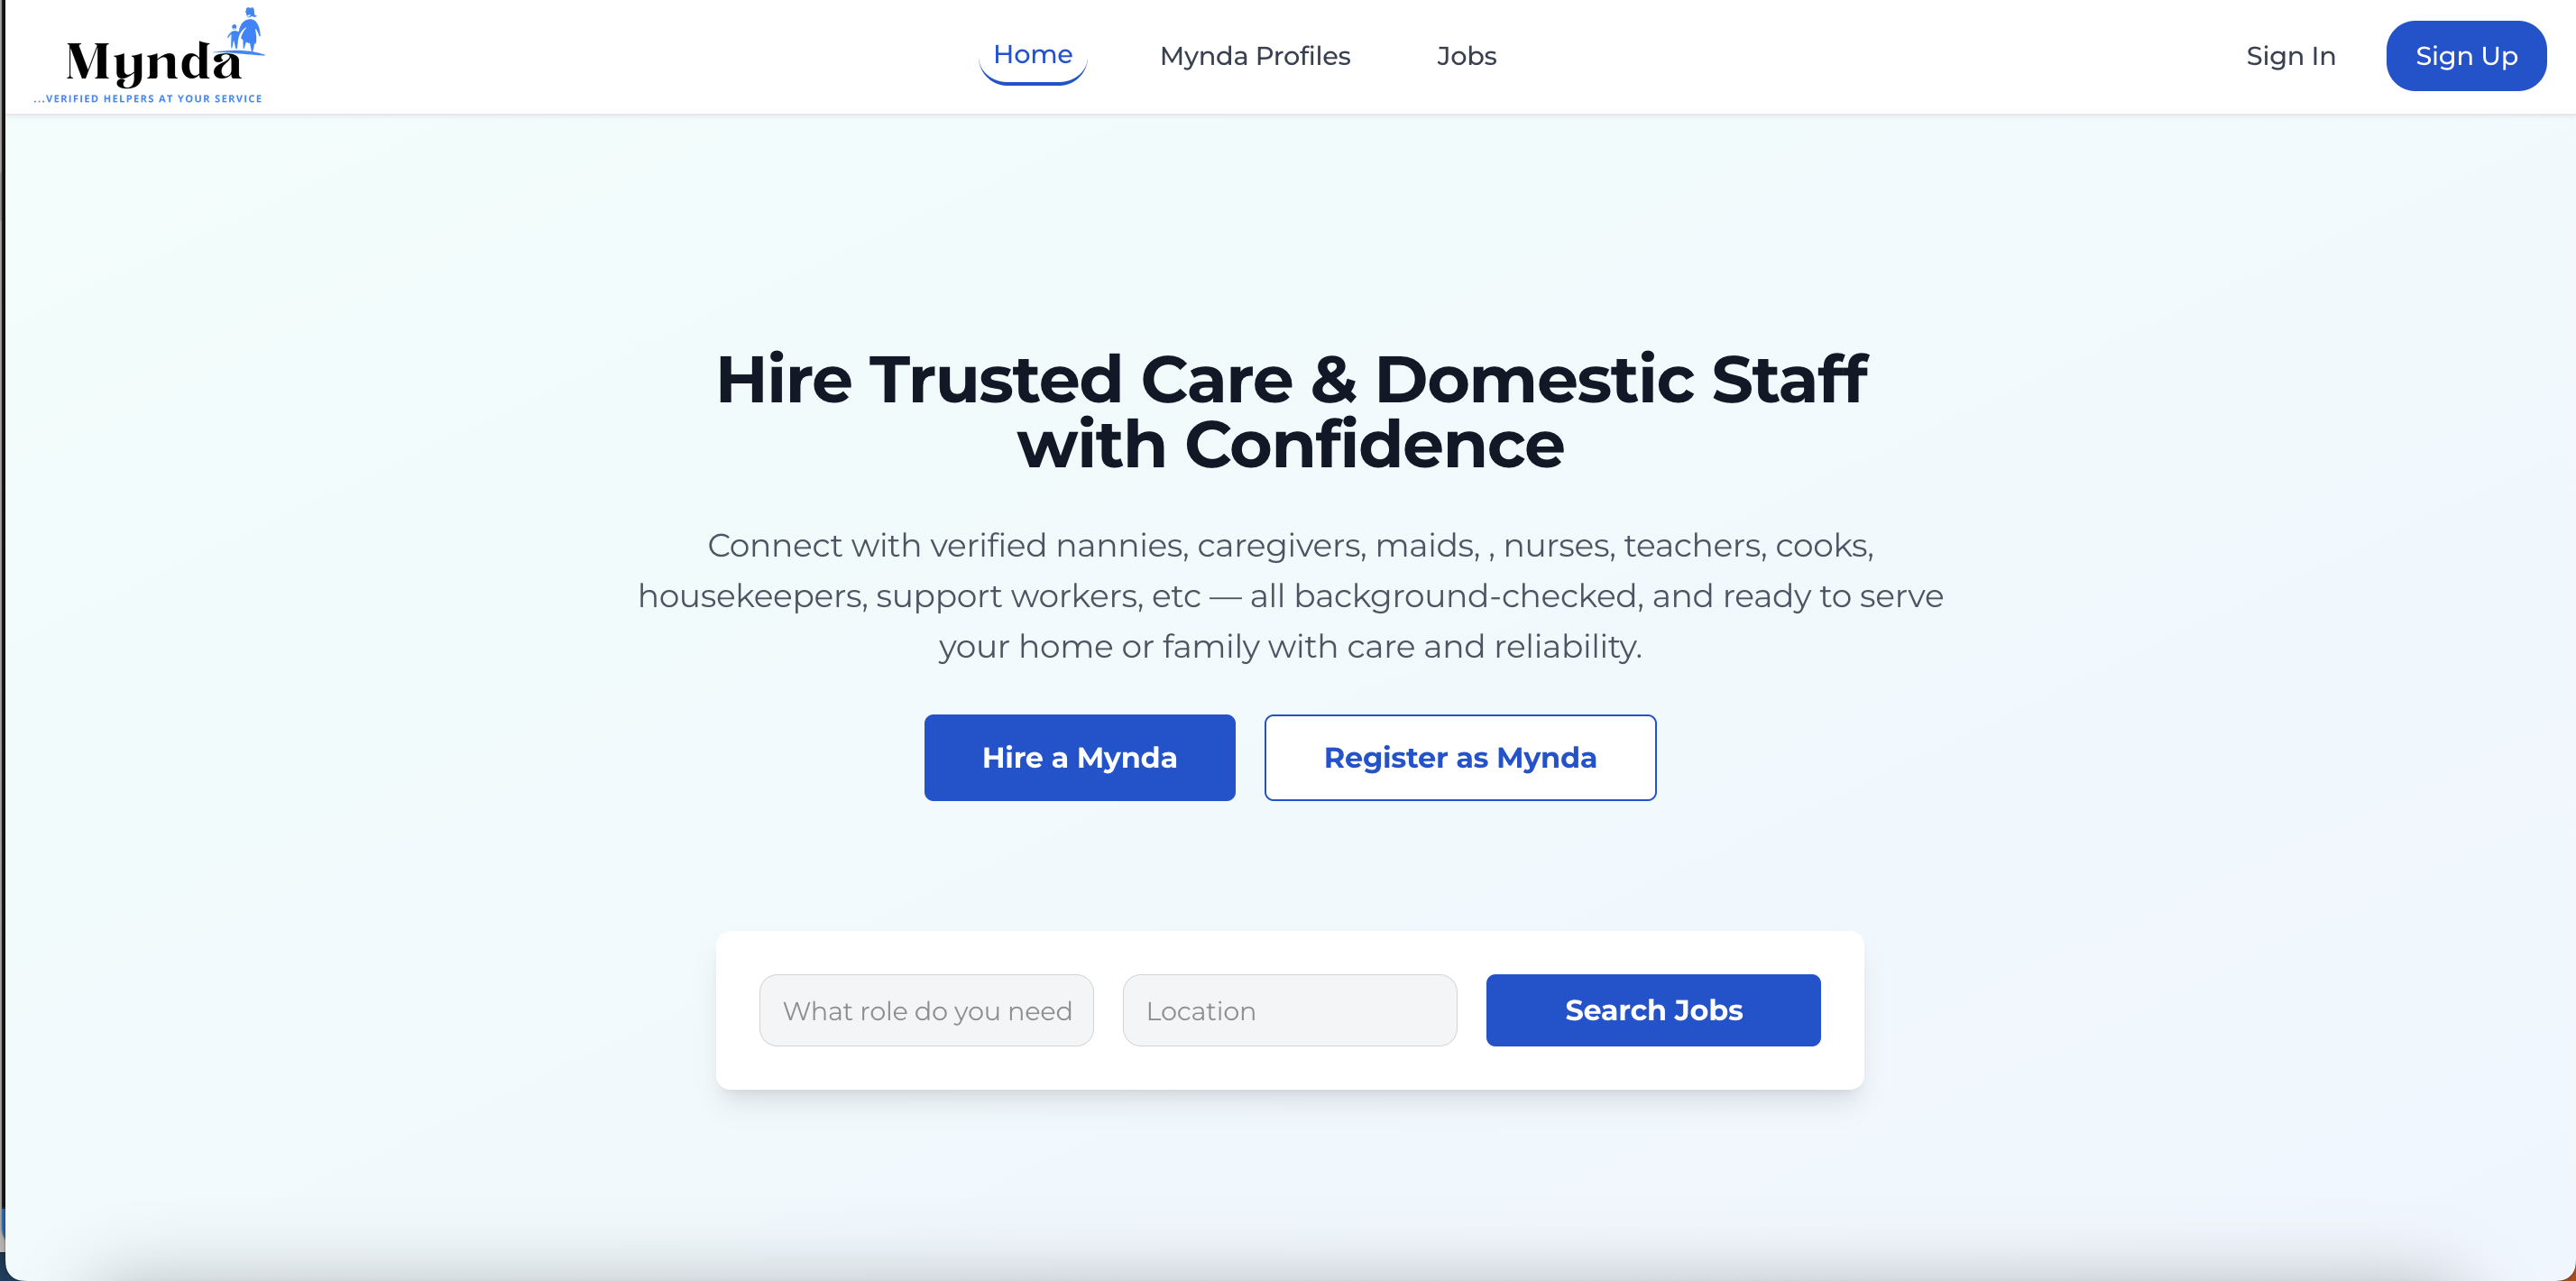 Mynda
...VERIFIED HELPERS AT YOUR SERVICE
Home
Mynda Profiles
Jobs
Sign In
Sign Up
Hire Trusted Care & Domestic Staff
with Confidence
Connect with verified nannies, caregivers, maids, , nurses, teachers, cooks,
housekeepers, support workers, etc — all background-checked, and ready to serve
your home or family with care and reliability.
Hire a Mynda
Register as Mynda
What role do you need
Location
Search Jobs